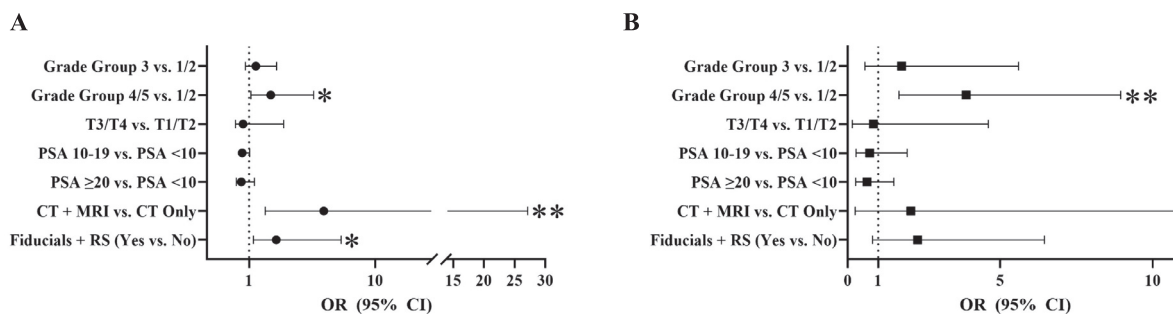 A
Grade Group 3 vs. 1/2
Grade Group 4/5 vs. 1/2
*
T3/T4 vs. T1/T2
PSA 10-19 vs. PSA <10
PSA ≥20 vs. PSA <10
CT + MRI vs. CT Only
**
Fiducials + RS (Yes vs. No)
*
1 10 15 20 25 30
OR (95% CI)
B
Grade Group 3 vs. 1/2
Grade Group 4/5 vs. 1/2
**
T3/T4 vs. T1/T2
PSA 10-19 vs. PSA <10
PSA ≥20 vs. PSA <10
CT + MRI vs. CT Only
Fiducials + RS (Yes vs. No)
0 1 5 10
OR (95% CI)